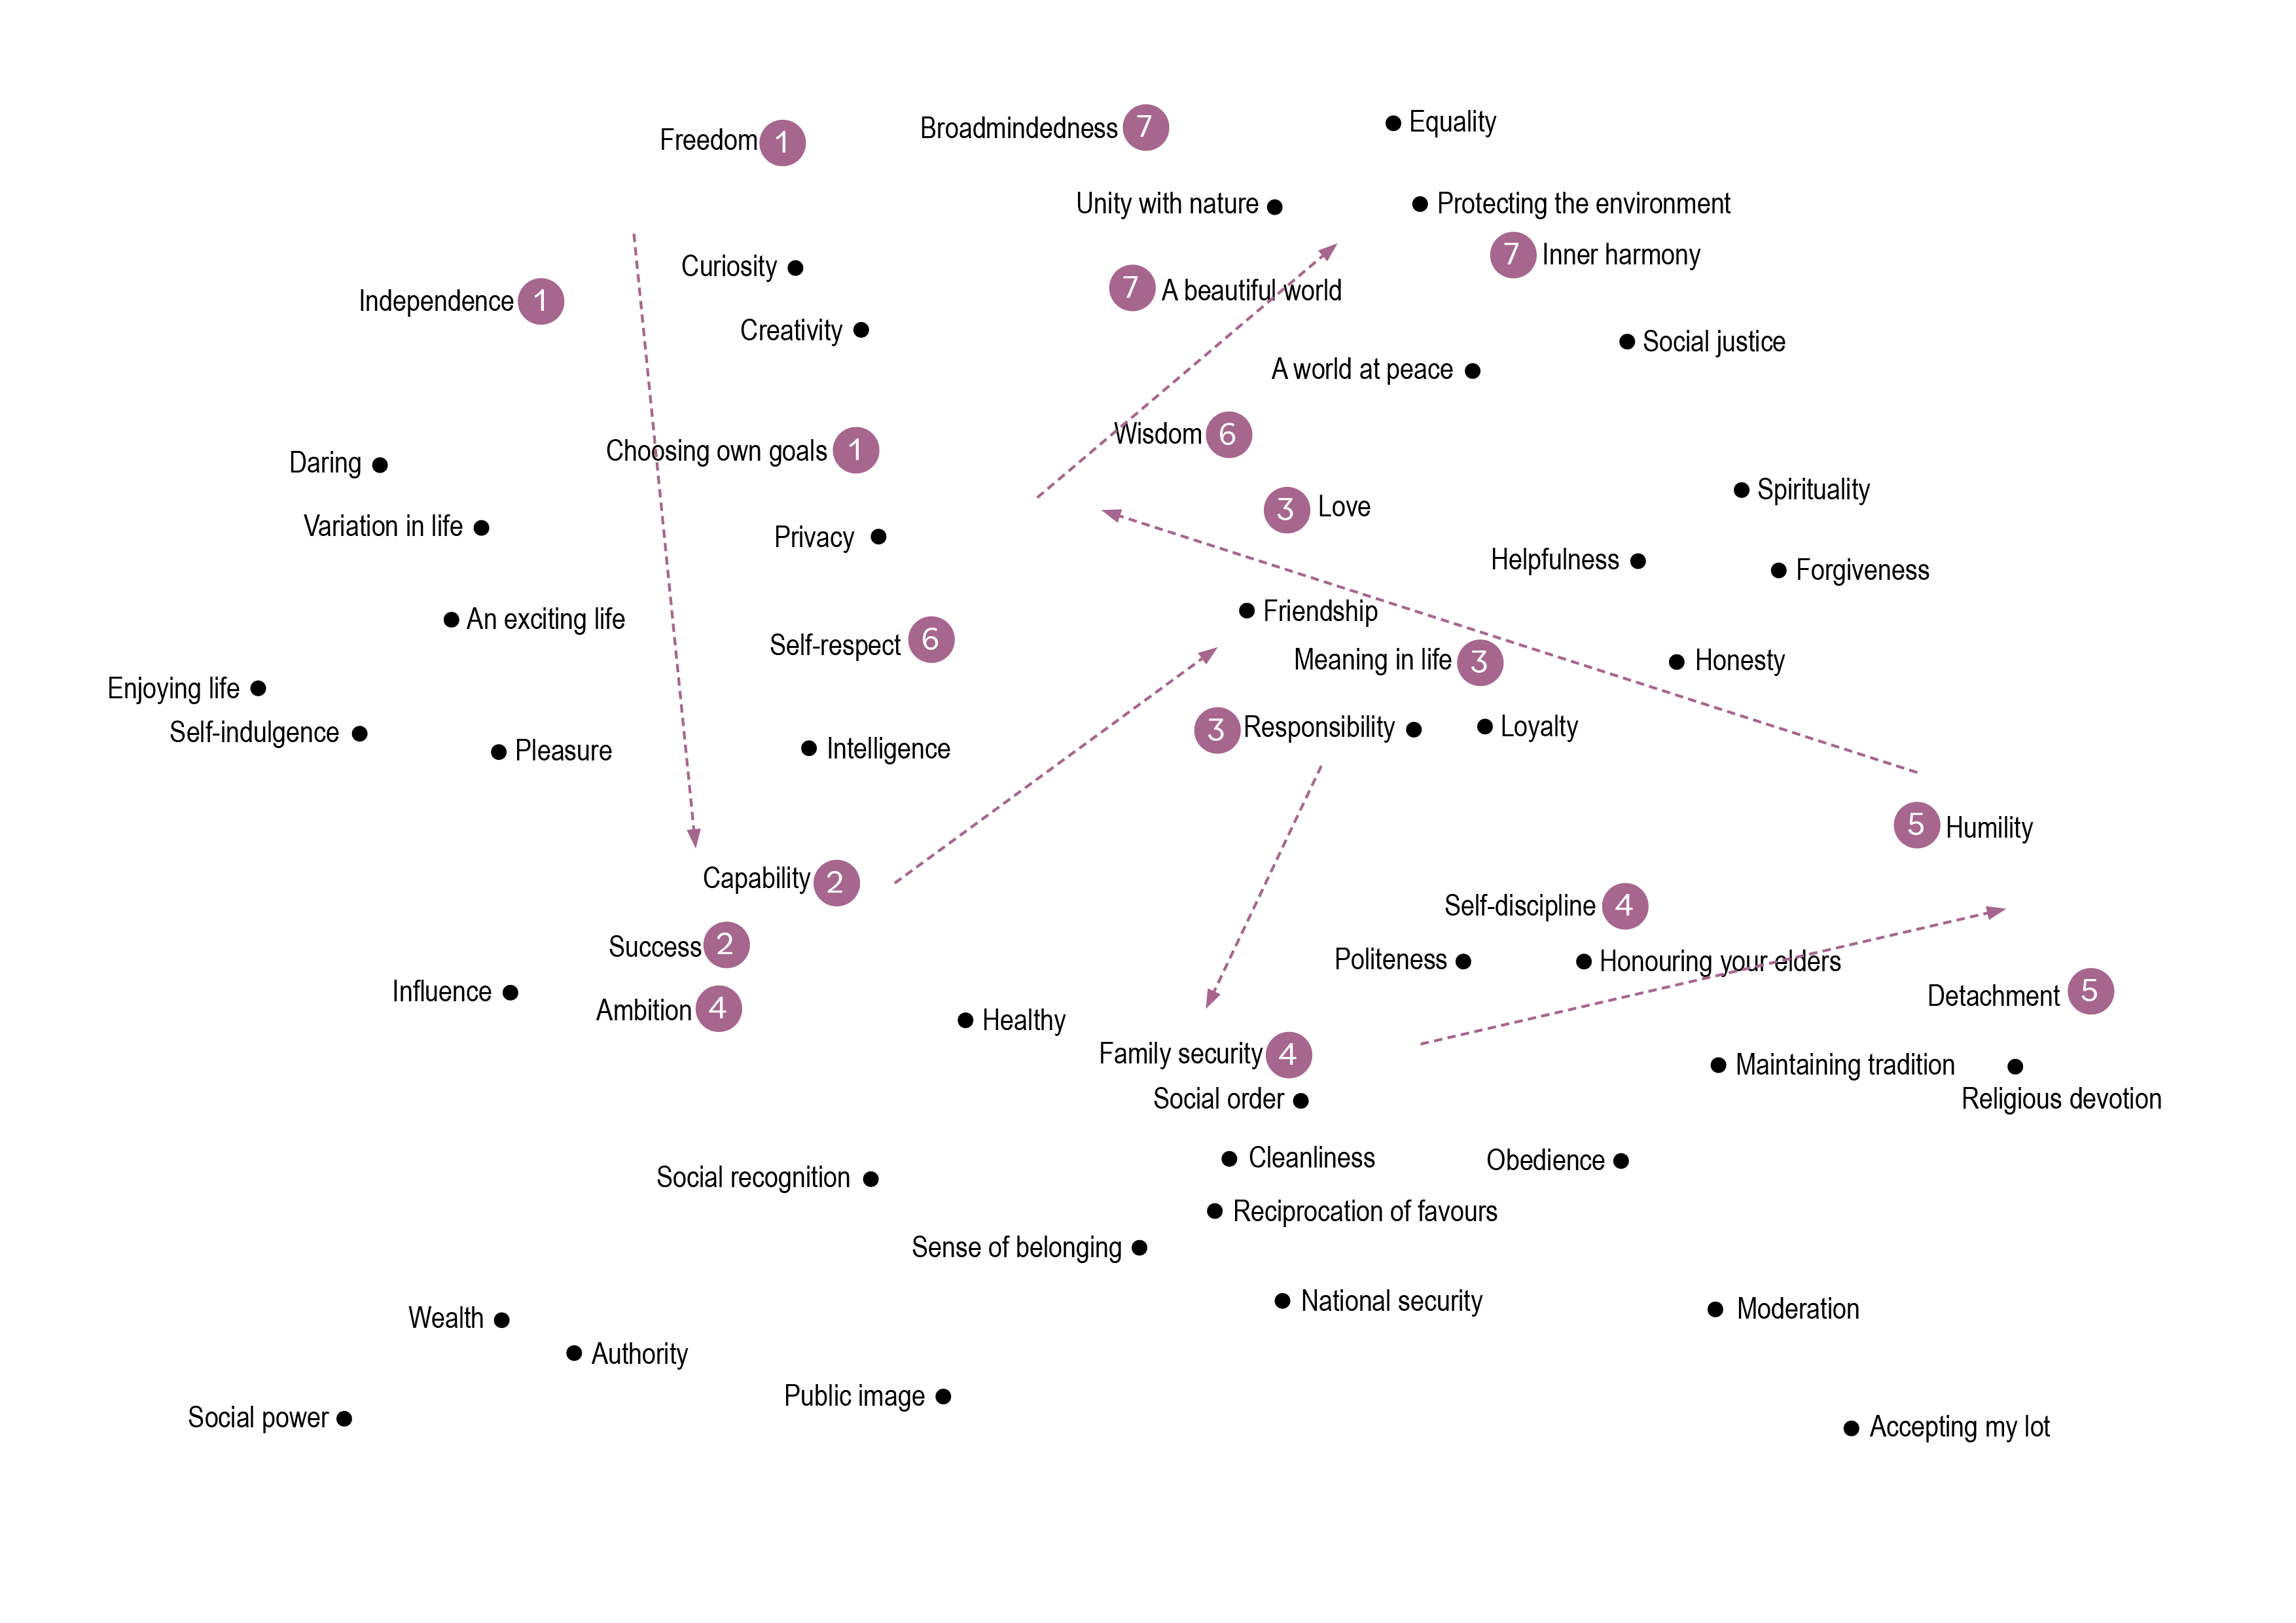 Freedom 1
Broadmindedness 7
Equality
Unity with nature
Protecting the environment
Curiosity
7 Inner harmony
Independence 1
7 A beautiful world
Creativity
Social justice
A world at peace
Choosing own goals 1
Wisdom 6
Daring
Spirituality
3 Love
Variation in life
Privacy
Helpfulness
Forgiveness
An exciting life
Friendship
Self-respect 6
Meaning in life 3
Honesty
Enjoying life
Self-indulgence
3 Responsibility
Loyalty
Pleasure
Intelligence
5 Humility
Capability 2
Self-discipline 4
Success 2
Politeness
Honouring your elders
Influence
Detachment 5
Ambition 4
Healthy
Family security 4
Maintaining tradition
Social order
Religious devotion
Cleanliness
Obedience
Social recognition
Reciprocation of favours
Sense of belonging
National security
Moderation
Wealth
Authority
Public image
Social power
Accepting my lot